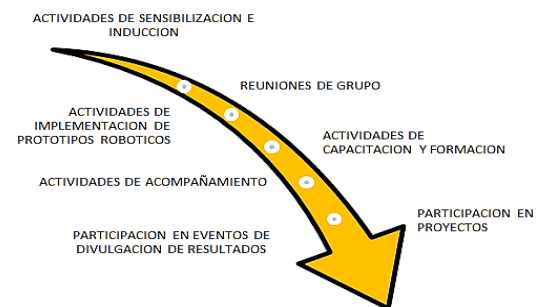 ACTIVIDADES DE SENSIBILIZACION E
INDUCCION
REUNIONES DE GRUPO
ACTIVIDADES DE
IMPLEMENTACION DE
PROTOTIPOS ROBOTICOS
ACTIVIDADES DE
CAPACITACION Y FORMACION
ACTIVIDADES DE ACOMPAÑAMIENTO
PARTICIPACION EN
PROYECTOS
PARTICIPACION EN EVENTOS DE
DIVULGACION DE RESULTADOS